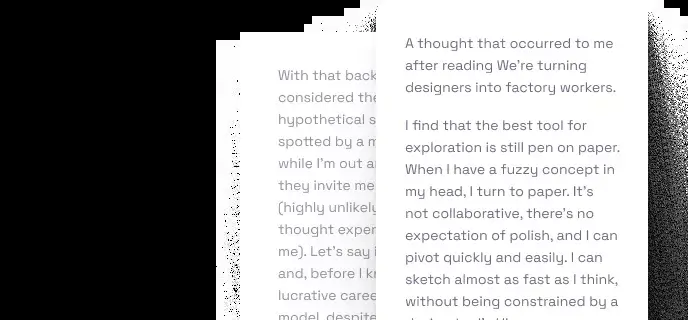 With that back
considered the
hypothetical s
spotted by a m
while I'm out a
they invite me
(highly unlikely
thought exper
me). Let's say i
and, before I k
lucrative caree
model, despite
A thought that occurred to me
after reading We're turning
designers into factory workers.
I find that the best tool for
exploration is still pen on paper.
When I have a fuzzy concept in
my head, I turn to paper. It's
not collaborative, there's no
expectation of polish, and I can
pivot quickly and easily. I can
sketch almost as fast as I think,
without being constrained by a